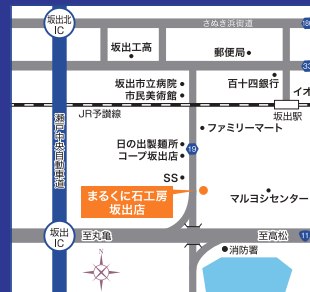 坂出北
IC
さぬき浜街道
186
坂出工高
郵便局
33
坂出市立病院
市民美術館
百十四銀行
イオ
JR予讃線
坂出駅
ファミリーマート
瀬戸中央自動車道
日の出製麺所
コープ坂出店
19
SS
まるくに石工房
坂出店
マルヨシセンター
坂出
IC
至丸亀
至高松
11
消防署
N